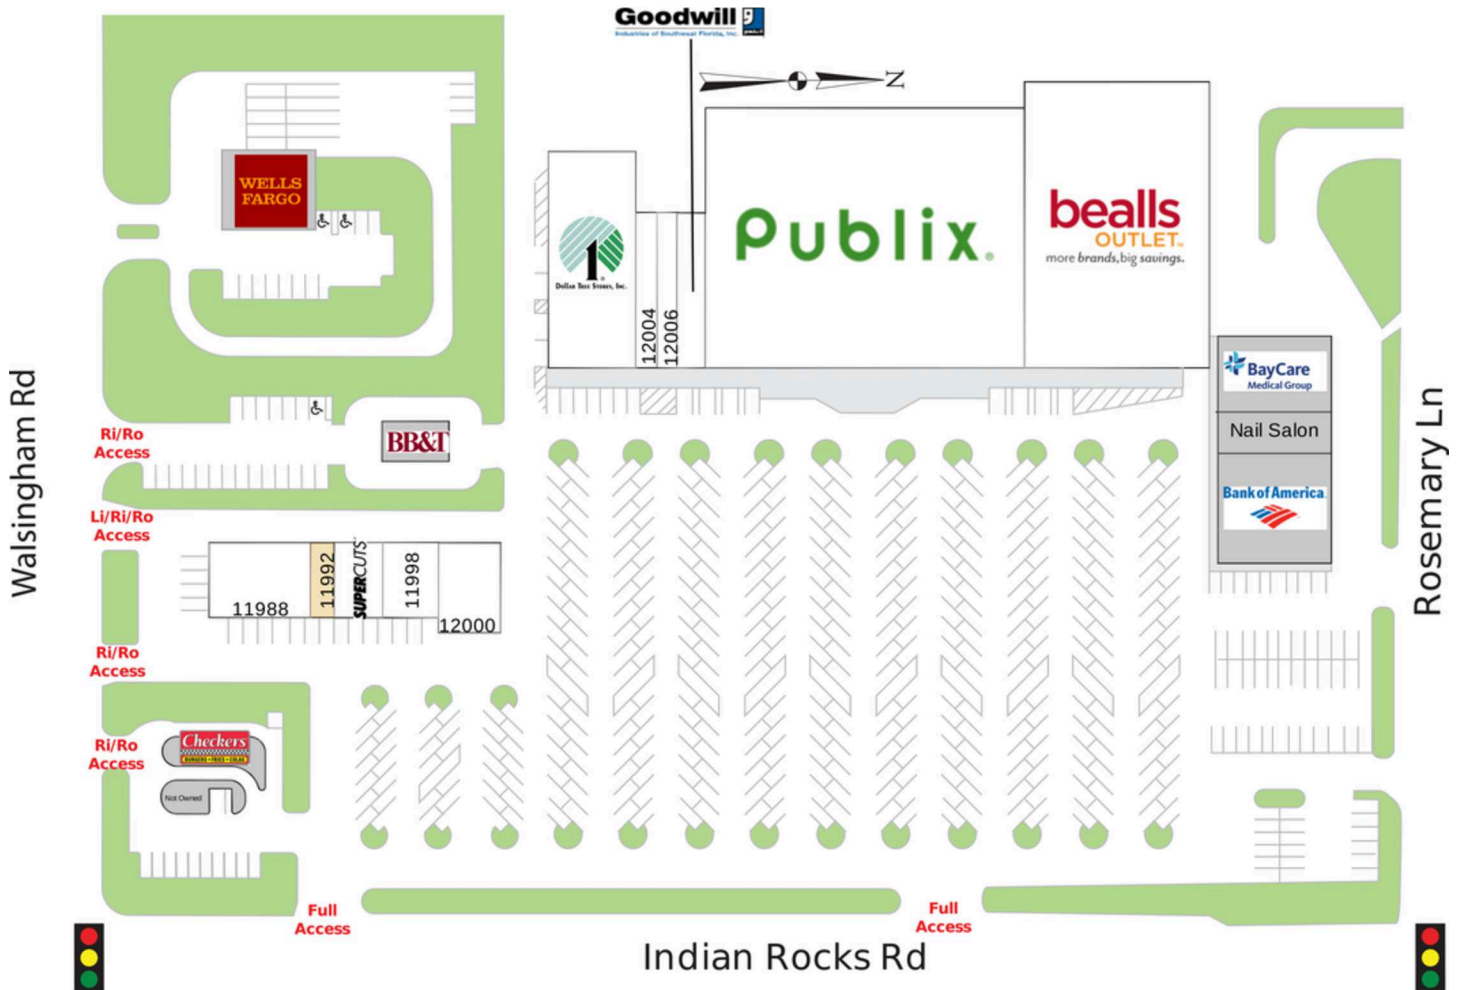 Goodwill
Industries of Southwest Florida, Inc.
N
WELLS
FARGO
1
Dollar Tree Stores, Inc.
12004
12006
Publix.
bealls
OUTLET™
more brands, big savings.
BayCare
Medical Group
Nail Salon
Bank of America
BB&T
Ri/Ro
Access
Li/Ri/Ro
Access
11988
11992
SUPERCUTS
11998
12000
Ri/Ro
Access
Ri/Ro
Access
Checkers
BURGERS • FRIES • COLAS
Not Owned
Full
Access
Full
Access
Walsingham Rd
Rosemary Ln
Indian Rocks Rd